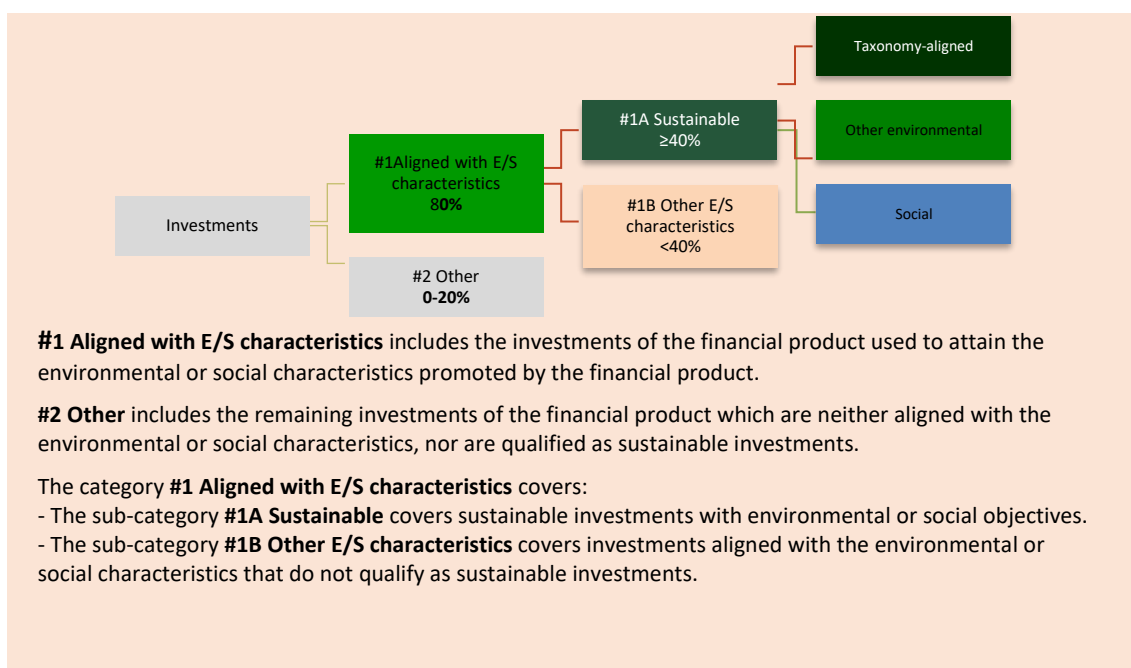 Taxonomy-aligned
#1A Sustainable
≥40%
Other environmental
#1Aligned with E/S
characteristics
80%
#1B Other E/S
characteristics
<40%
Social
Investments
#2 Other
0-20%
#1 Aligned with E/S characteristics includes the investments of the financial product used to attain the
environmental or social characteristics promoted by the financial product.
#2 Other includes the remaining investments of the financial product which are neither aligned with the
environmental or social characteristics, nor are qualified as sustainable investments.
The category #1 Aligned with E/S characteristics covers:
- The sub-category #1A Sustainable covers sustainable investments with environmental or social objectives.
- The sub-category #1B Other E/S characteristics covers investments aligned with the environmental or
social characteristics that do not qualify as sustainable investments.